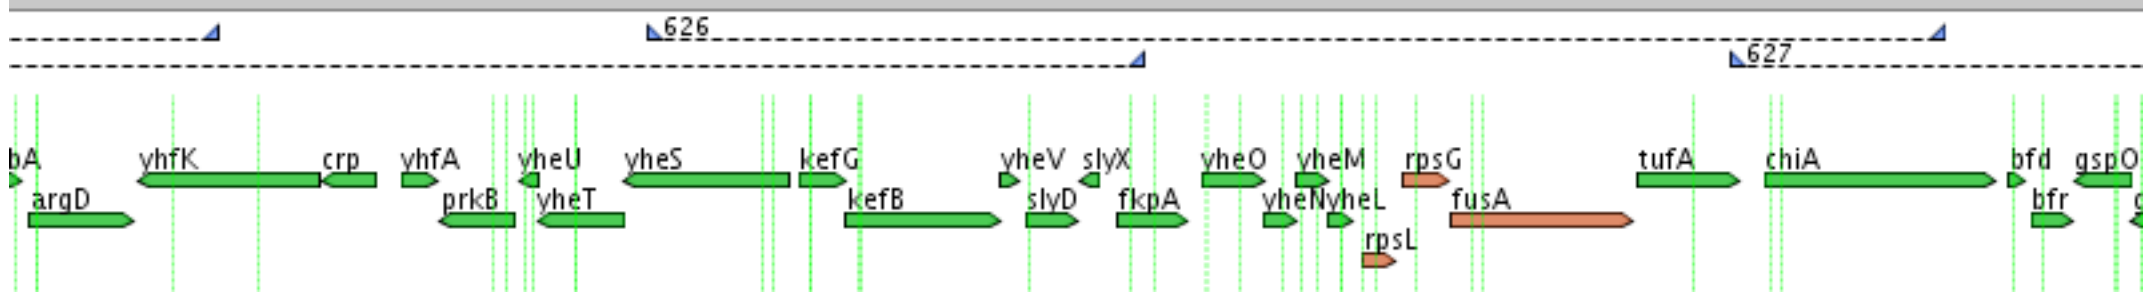 626
627
bA yhfK crp yhfA yheU yheS kefG yheV slyX yheO yheM rpsG tufA chiA bfd gspO
argD prkB yheT kefB slyD fkpA yheN yheL fusA bfr
rpsL